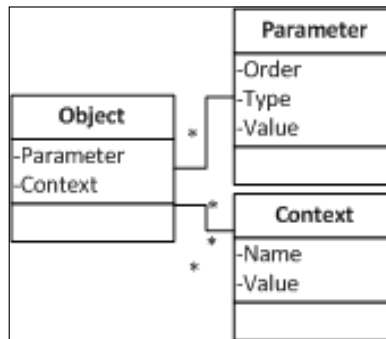 Parameter
-Order
-Type
-Value
Object
-Parameter
-Context
*
*
*
*
Context
-Name
-Value